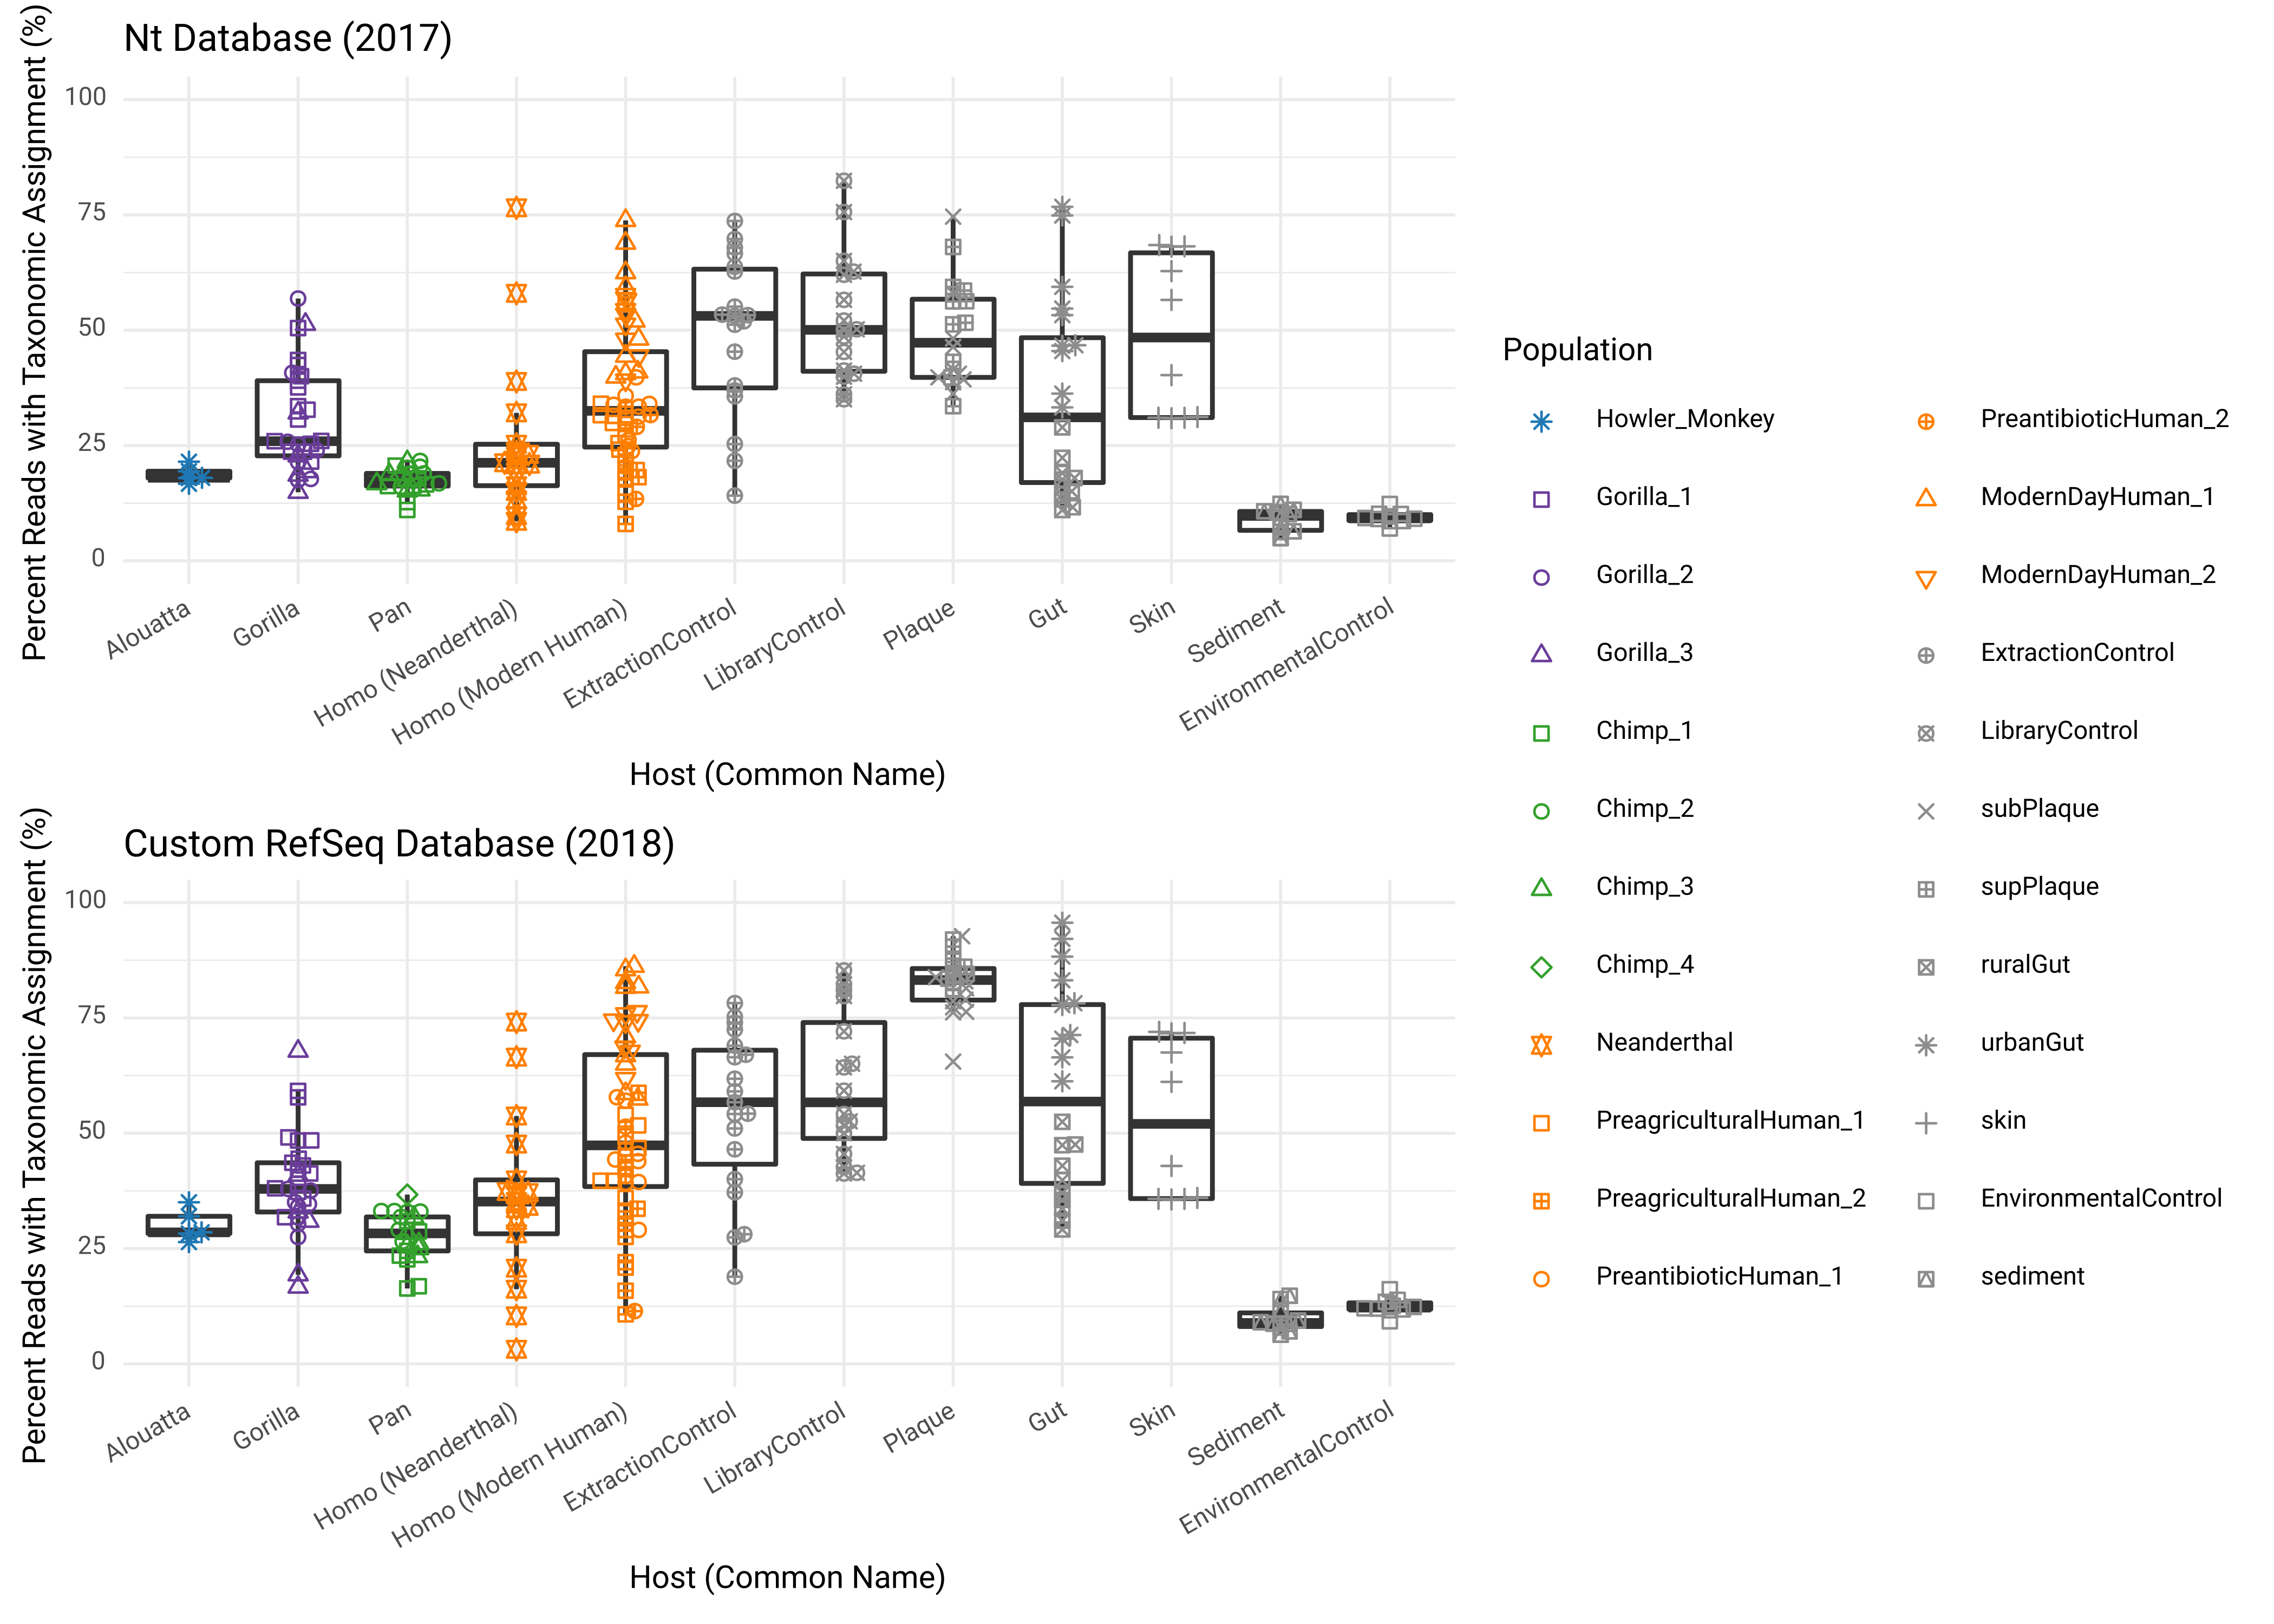 Nt Database (2017)
Percent Reads with Taxonomic Assignment (%)
100
75
50
25
0
Alouatta
Gorilla
Pan
Homo (Neanderthal)
Homo (Modern Human)
ExtractionControl
LibraryControl
Plaque
Gut
Skin
Sediment
EnvironmentalControl
Host (Common Name)
Custom RefSeq Database (2018)
Percent Reads with Taxonomic Assignment (%)
100
75
50
25
0
Alouatta
Gorilla
Pan
Homo (Neanderthal)
Homo (Modern Human)
ExtractionControl
LibraryControl
Plaque
Gut
Skin
Sediment
EnvironmentalControl
Host (Common Name)
Population
Howler_Monkey
Gorilla_1
Gorilla_2
Gorilla_3
Chimp_1
Chimp_2
Chimp_3
Chimp_4
Neanderthal
PreagriculturalHuman_1
PreagriculturalHuman_2
PreantibioticHuman_1
PreantibioticHuman_2
ModernDayHuman_1
ModernDayHuman_2
ExtractionControl
LibraryControl
subPlaque
supPlaque
ruralGut
urbanGut
skin
EnvironmentalControl
sediment